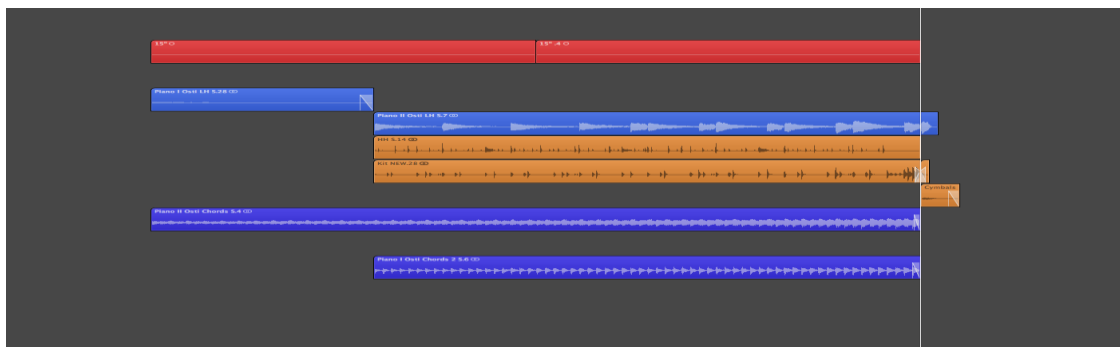 15"
15" .4
Piano I Osti LH 5.28
Piano II Osti LH 5.7
HH 5.14
Kit NEW.28
Cymbals
Piano II Osti Chords 5.4
Piano I Osti Chords 2 5.6